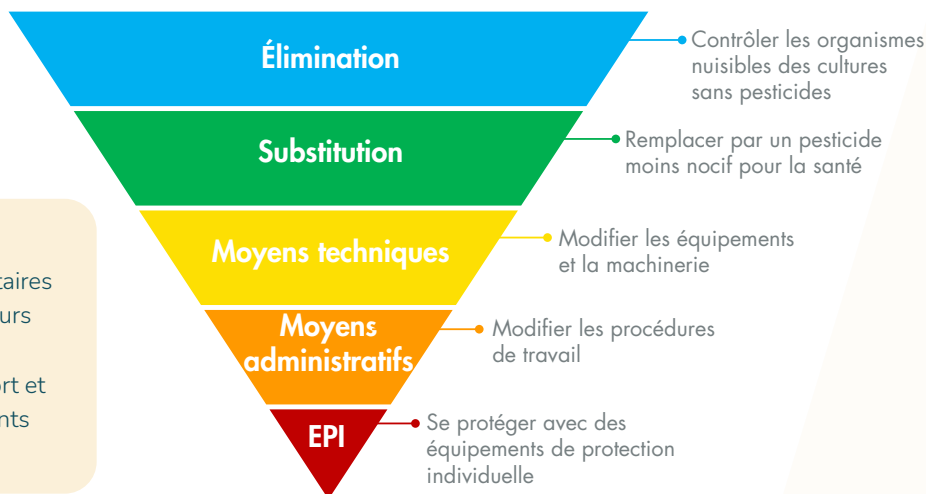 Élimination
Contrôler les organismes
nuisibles des cultures
sans pesticides
Substitution
Remplacer par un pesticide
moins nocif pour la santé
Moyens techniques
Modifier les équipements
et la machinerie
Moyens
administratifs
Modifier les procédures
de travail
EPI
Se protéger avec des
équipements de protection
individuelle